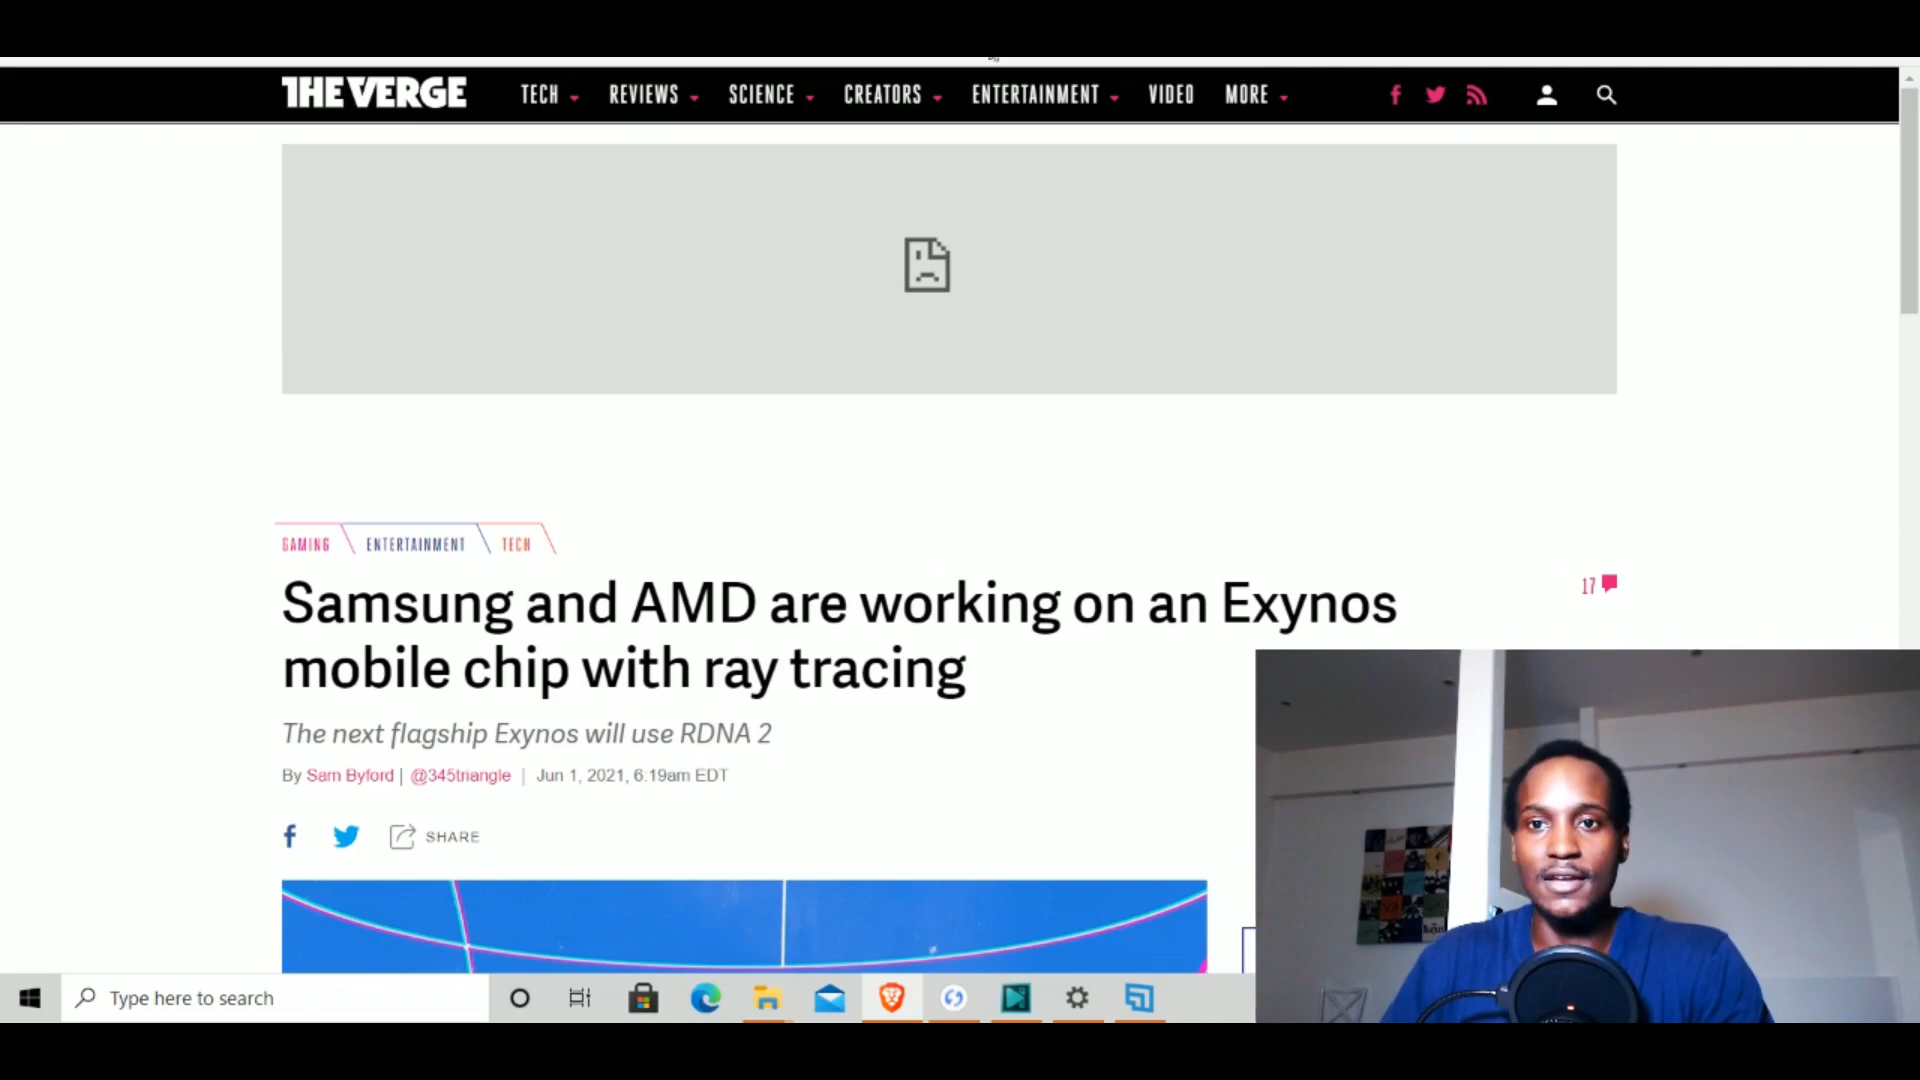 THE VERGE
TECH REVIEWS SCIENCE CREATORS ENTERTAINMENT VIDEO MORE
GAMING ENTERTAINMENT TECH
Samsung and AMD are working on an Exynos
mobile chip with ray tracing
17
The next flagship Exynos will use RDNA 2
By Sam Byford | @345triangle | Jun 1, 2021, 6:19am EDT
SHARE
Type here to search